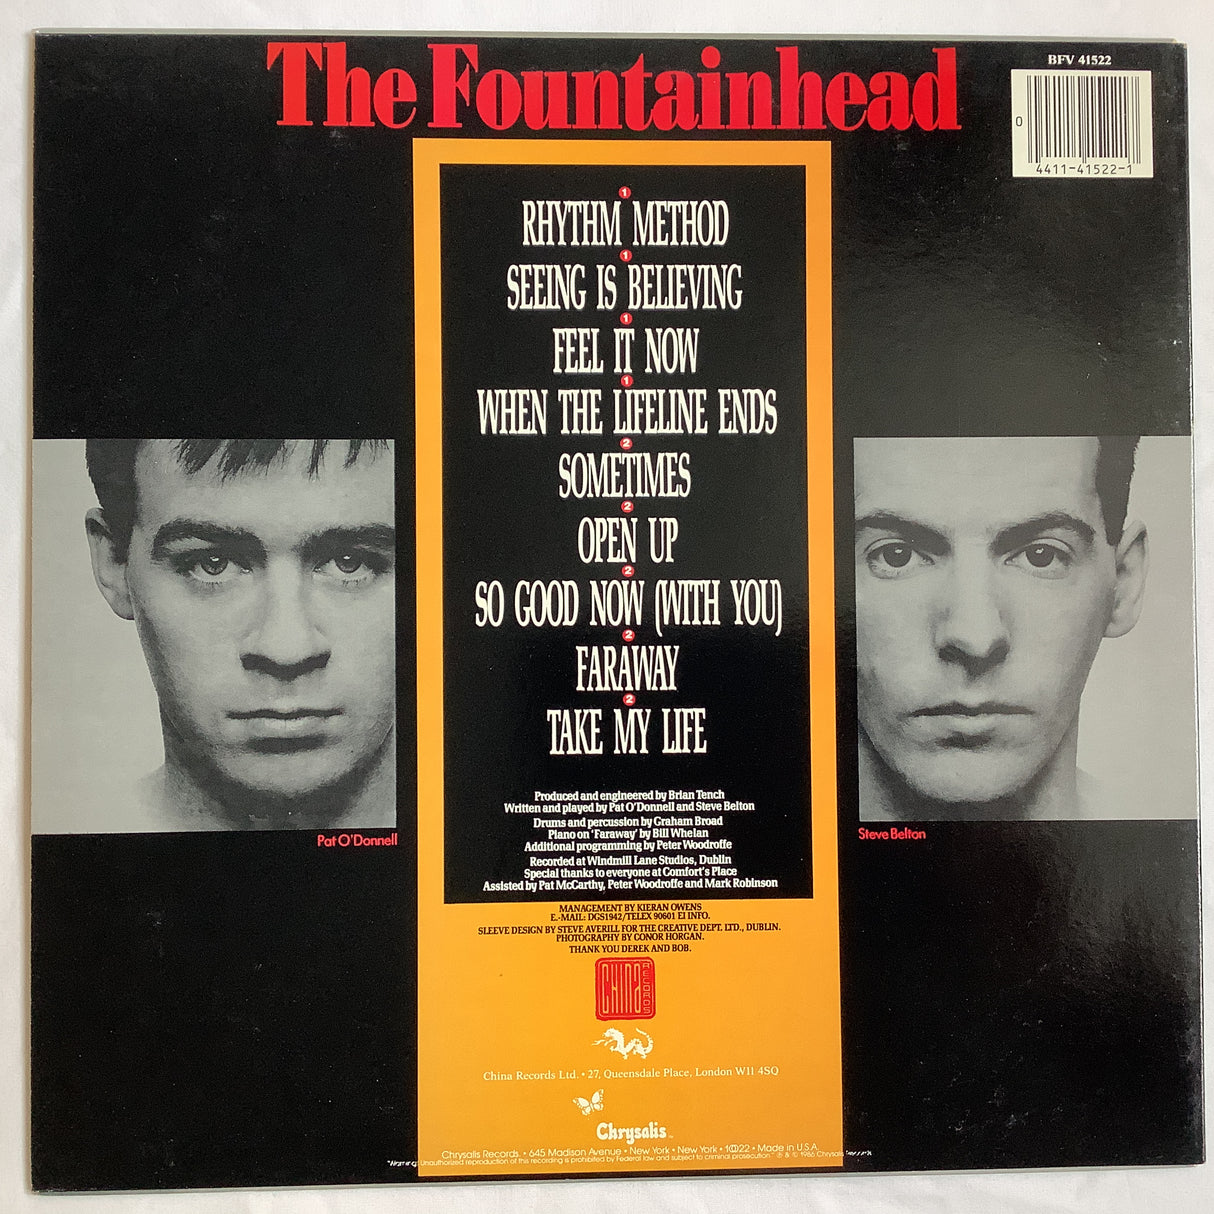 The Fountainhead
BFV 41522
0
4411-41522-1
1
RHYTHM METHOD
1
SEEING IS BELIEVING
1
FEEL IT NOW
1
WHEN THE LIFELINE ENDS
2
SOMETIMES
2
OPEN UP
2
SO GOOD NOW (WITH YOU)
2
FARAWAY
2
TAKE MY LIFE
Produced and engineered by Brian Tench
Written and played by Pat O'Donnell and Steve Belton
Drums and percussion by Graham Broad
Piano on 'Faraway' by Bill Whelan
Additional programming by Peter Woodroffe
Recorded at Windmill Lane Studios, Dublin
Special thanks to everyone at Comfort's Place
Assisted by Pat McCarthy, Peter Woodroffe and Mark Robinson
Pat O'Donnell
Steve Belton
MANAGEMENT BY KIERAN OWENS
E.-MAIL: DGS1942/TELEX 90601 EI INFO.
SLEEVE DESIGN BY STEVE AVERILL FOR THE CREATIVE DEPT. LTD., DUBLIN.
PHOTOGRAPHY BY CONOR HORGAN.
THANK YOU DEREK AND BOB.
CHINA RECORDS
China Records Ltd. • 27, Queensdale Place, London W11 4SQ
Chrysalis
Chrysalis Records. • 645 Madison Avenue • New York • New York • 10022 • Made in U.S.A.
"Warning: Unauthorized reproduction of this recording is prohibited by Federal law and subject to criminal prosecution." ℗ & © 1986 Chrysalis Records